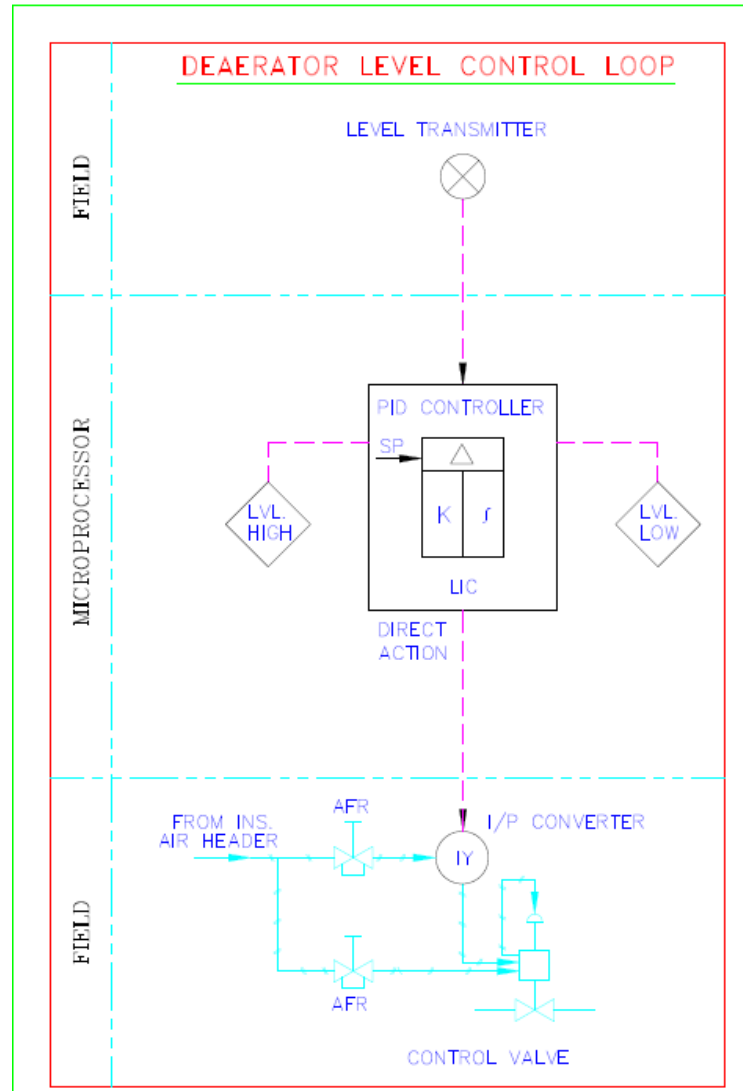 DEAERATOR LEVEL CONTROL LOOP
LEVEL TRANSMITTER
FIELD
PID CONTROLLER
SP
K ∫
LVL.
HIGH
LVL.
LOW
LIC
MICROPROCESSOR
DIRECT
ACTION
AFR
FROM INS.
AIR HEADER
I/P CONVERTER
IY
FIELD
AFR
CONTROL VALVE